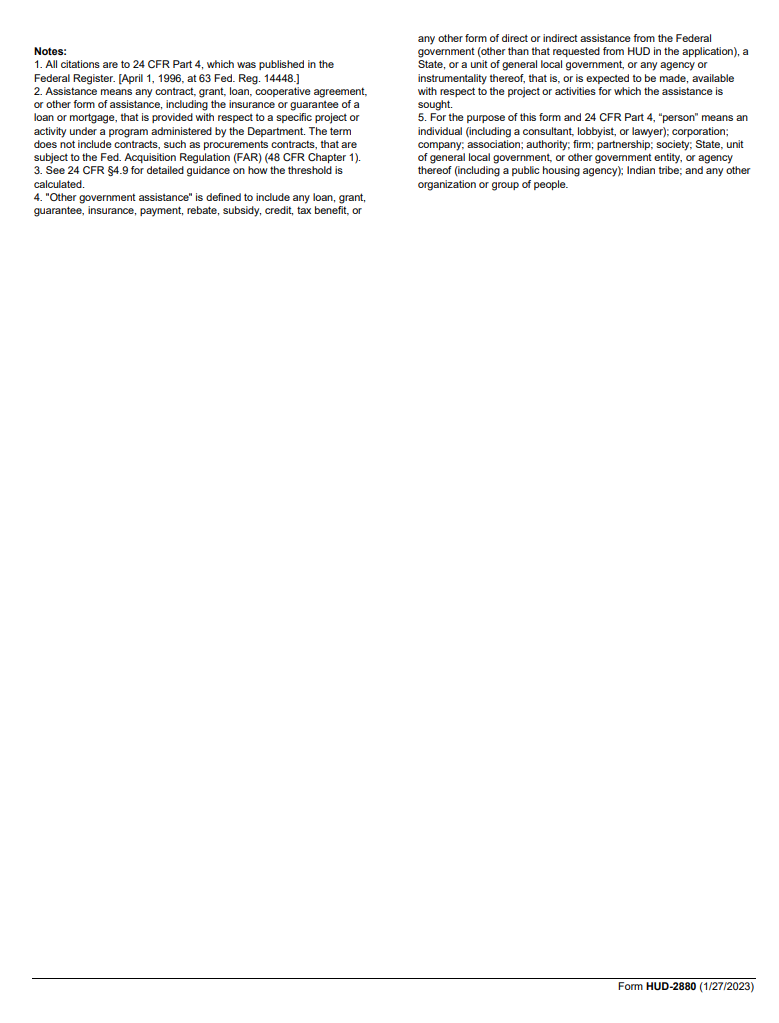 Notes:
1. All citations are to 24 CFR Part 4, which was published in the
Federal Register. [April 1, 1996, at 63 Fed. Reg. 14448.]
2. Assistance means any contract, grant, loan, cooperative agreement,
or other form of assistance, including the insurance or guarantee of a
loan or mortgage, that is provided with respect to a specific project or
activity under a program administered by the Department. The term
does not include contracts, such as procurements contracts, that are
subject to the Fed. Acquisition Regulation (FAR) (48 CFR Chapter 1).
3. See 24 CFR §4.9 for detailed guidance on how the threshold is
calculated.
4. "Other government assistance" is defined to include any loan, grant,
guarantee, insurance, payment, rebate, subsidy, credit, tax benefit, or
any other form of direct or indirect assistance from the Federal
government (other than that requested from HUD in the application), a
State, or a unit of general local government, or any agency or
instrumentality thereof, that is, or is expected to be made, available
with respect to the project or activities for which the assistance is
sought.
5. For the purpose of this form and 24 CFR Part 4, “person” means an
individual (including a consultant, lobbyist, or lawyer); corporation;
company; association; authority; firm; partnership; society; State, unit
of general local government, or other government entity, or agency
thereof (including a public housing agency); Indian tribe; and any other
organization or group of people.
Form HUD-2880 (1/27/2023)